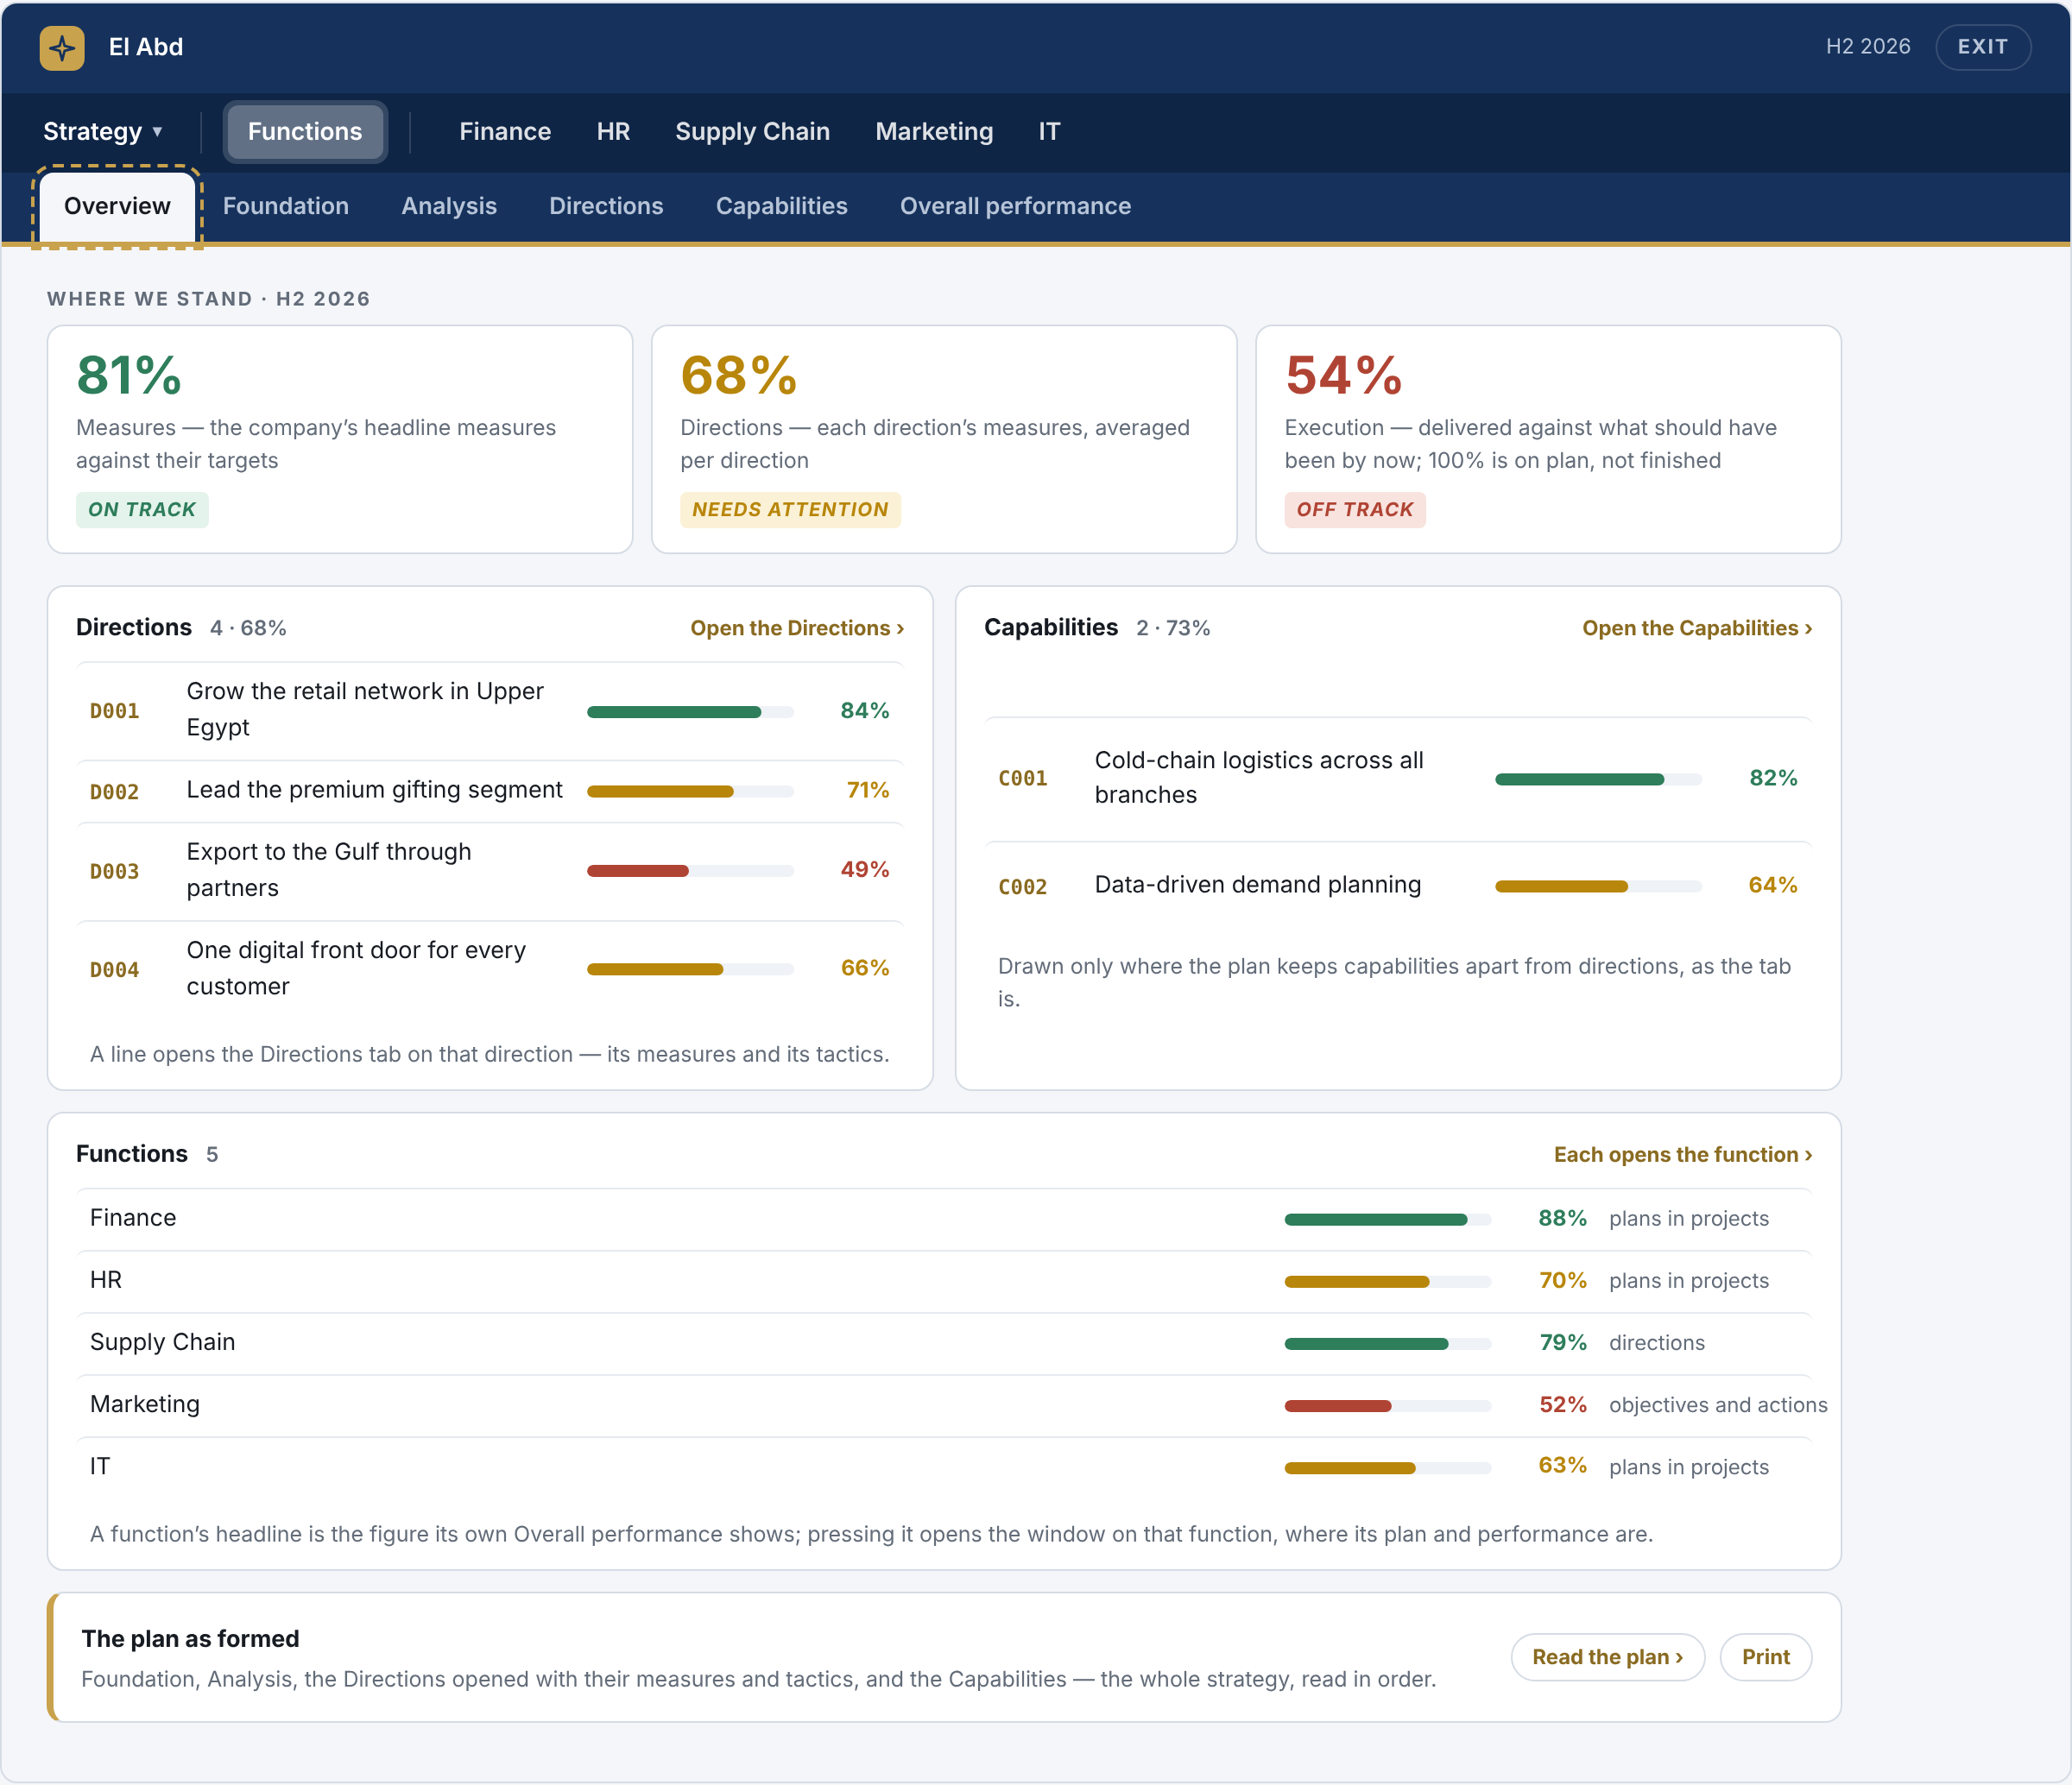 El Abd
H2 2026
EXIT
Strategy ▾
Functions
Finance
HR
Supply Chain
Marketing
IT
Overview
Foundation
Analysis
Directions
Capabilities
Overall performance
WHERE WE STAND · H2 2026
81%
Measures — the company’s headline measures
against their targets
ON TRACK
68%
Directions — each direction’s measures, averaged
per direction
NEEDS ATTENTION
54%
Execution — delivered against what should have
been by now; 100% is on plan, not finished
OFF TRACK
Directions 4 · 68%
Open the Directions ›
D001 Grow the retail network in Upper
Egypt
84%
D002 Lead the premium gifting segment 71%
D003 Export to the Gulf through
partners
49%
D004 One digital front door for every
customer
66%
A line opens the Directions tab on that direction — its measures and its tactics.
Capabilities 2 · 73%
Open the Capabilities ›
C001 Cold-chain logistics across all
branches
82%
C002 Data-driven demand planning 64%
Drawn only where the plan keeps capabilities apart from directions, as the tab
is.
Functions 5
Each opens the function ›
Finance 88% plans in projects
HR 70% plans in projects
Supply Chain 79% directions
Marketing 52% objectives and actions
IT 63% plans in projects
A function’s headline is the figure its own Overall performance shows; pressing it opens the window on that function, where its plan and performance are.
The plan as formed
Foundation, Analysis, the Directions opened with their measures and tactics, and the Capabilities — the whole strategy, read in order.
Read the plan ›
Print